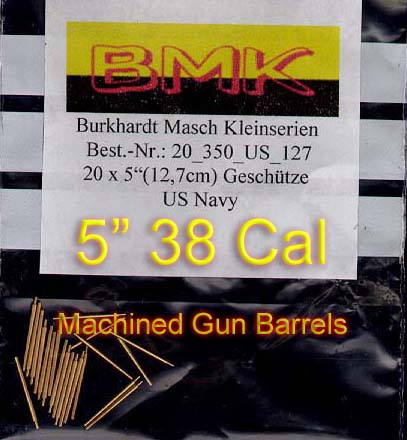 BMK
Burkhardt Masch Kleinserien
Best.-Nr.: 20_350_US_127
20 x 5“(12,7cm) Geschütze
US Navy
5” 38 Cal
Machined Gun Barrels